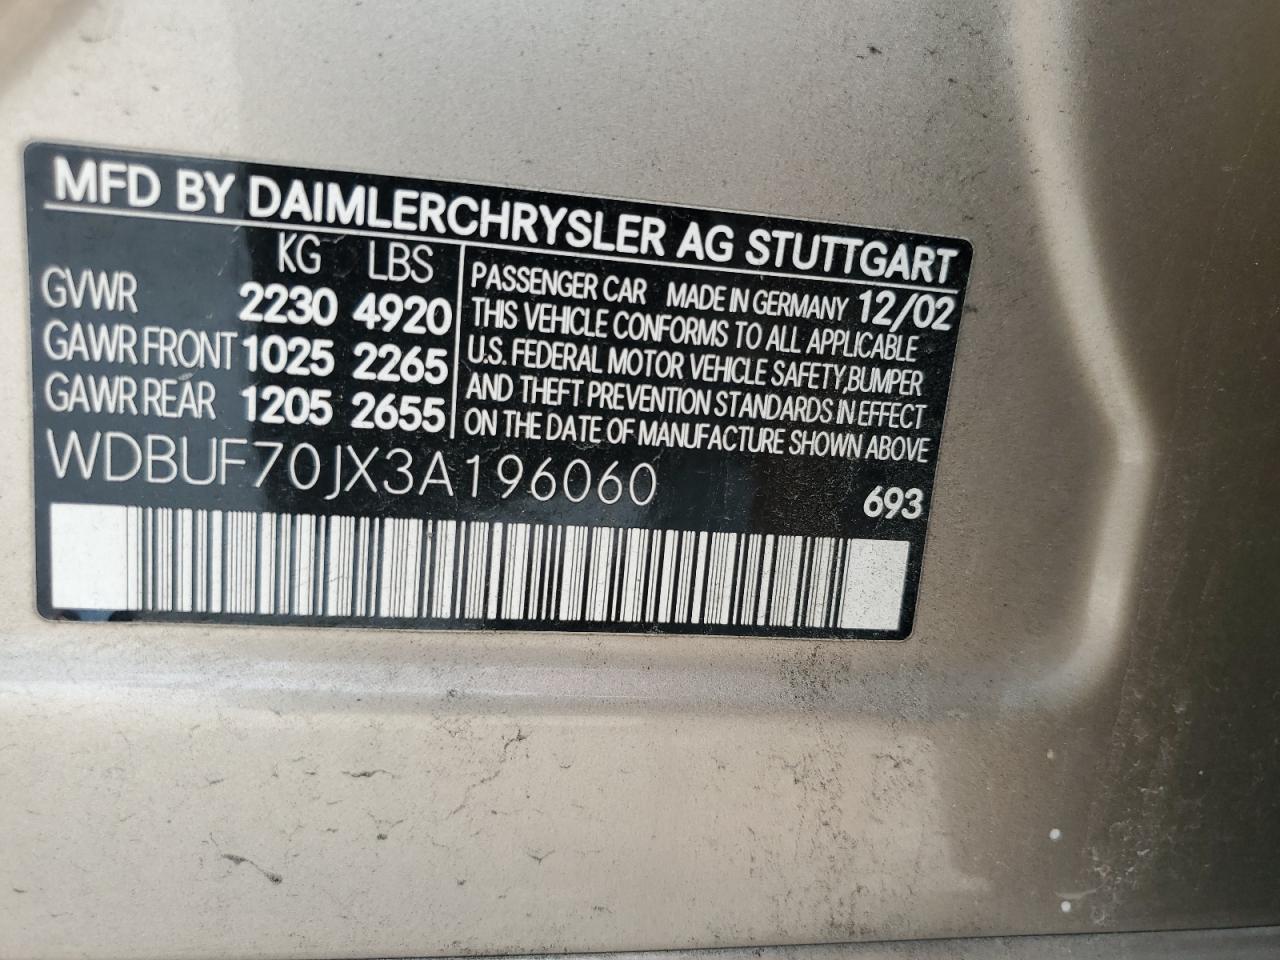 MFD BY DAIMLERCHRYSLER AG STUTTGART
KG LBS
GVWR 2230 4920
GAWR FRONT 1025 2265
GAWR REAR 1205 2655
PASSENGER CAR MADE IN GERMANY 12/02
THIS VEHICLE CONFORMS TO ALL APPLICABLE
U.S. FEDERAL MOTOR VEHICLE SAFETY,BUMPER
AND THEFT PREVENTION STANDARDS IN EFFECT
ON THE DATE OF MANUFACTURE SHOWN ABOVE
WDBUF70JX3A196060
693